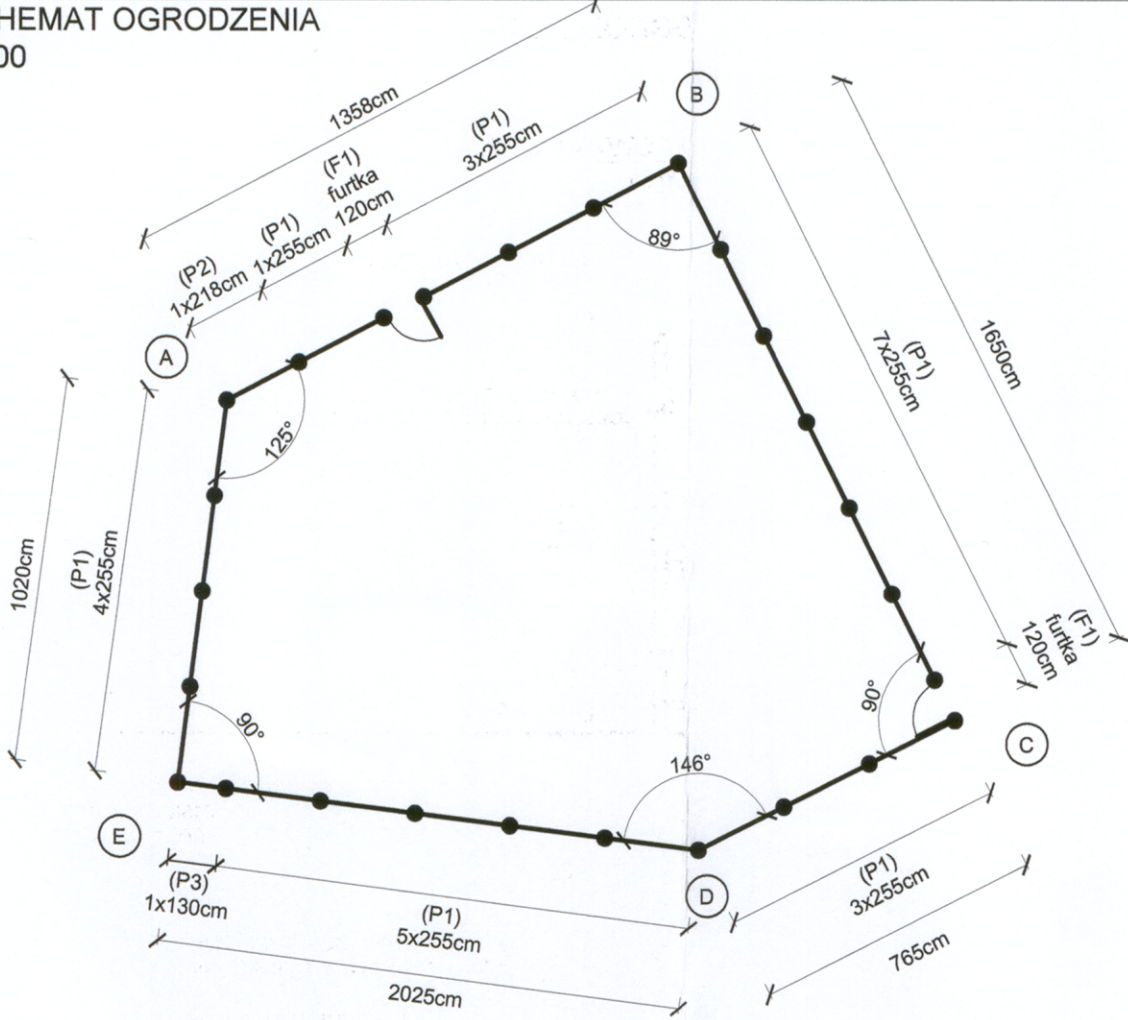 HEMAT OGRODZENIA
00
1358cm
(P1)
3x255cm
(F1)
furtka
120cm
(P1)
1x255cm
(P2)
1x218cm
A
B
89°
125°
1650cm
(P1)
7x255cm
(F1)
furtka
120cm
1020cm
(P1)
4x255cm
90°
90°
146°
C
D
E
(P3)
1x130cm
(P1)
5x255cm
2025cm
(P1)
3x255cm
765cm